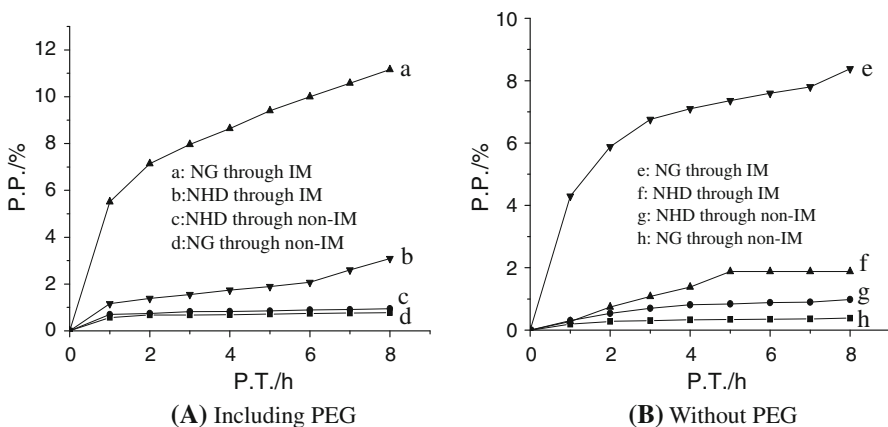 12
10
8
6
4
2
0
P.P./%
a
b
c
d
a: NG through IM
b:NHD through IM
c:NHD through non-IM
d:NG through non-IM
0 2 4 6 8
P.T./h
(A) Including PEG
10
8
6
4
2
0
P.P./%
e
f
g
h
e: NG through IM
f: NHD through IM
g: NHD through non-IM
h: NG through non-IM
0 2 4 6 8
P.T./h
(B) Without PEG